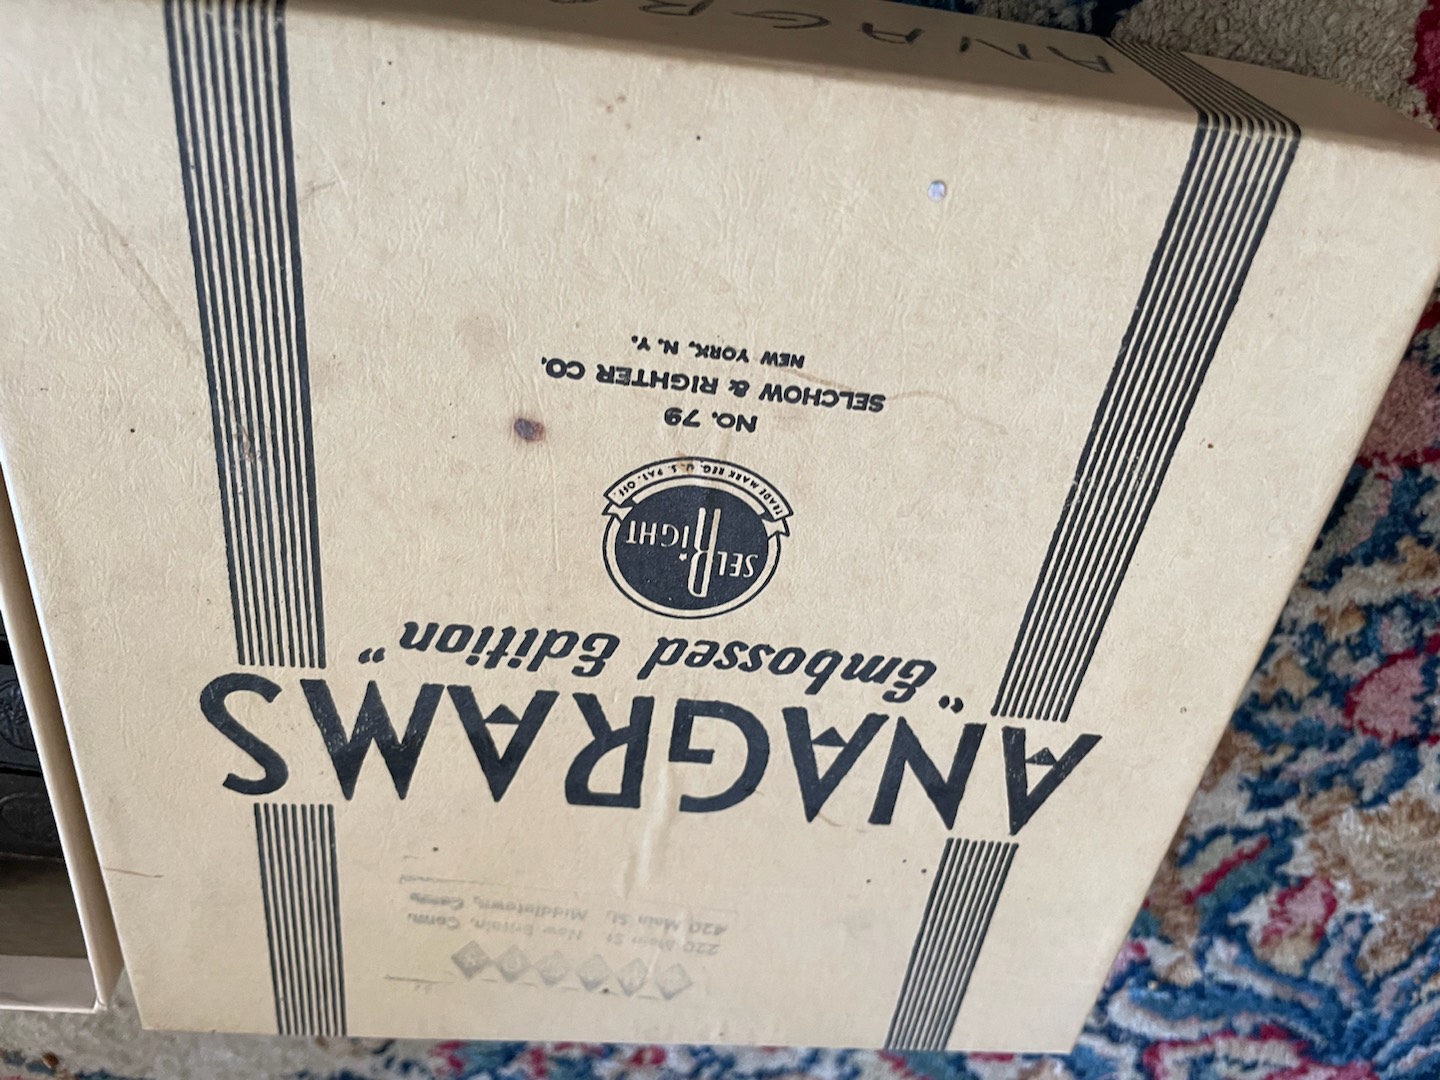 220 Main St. New Britain, Conn.
420 Main St. Middletown, Conn.
ANAGRAMS
"Embossed Edition"
SELRIGHT
TRADE MARK REG. U. S. PAT. OFF.
NO. 79
SELCHOW & RIGHTER CO.
NEW YORK, N. Y.